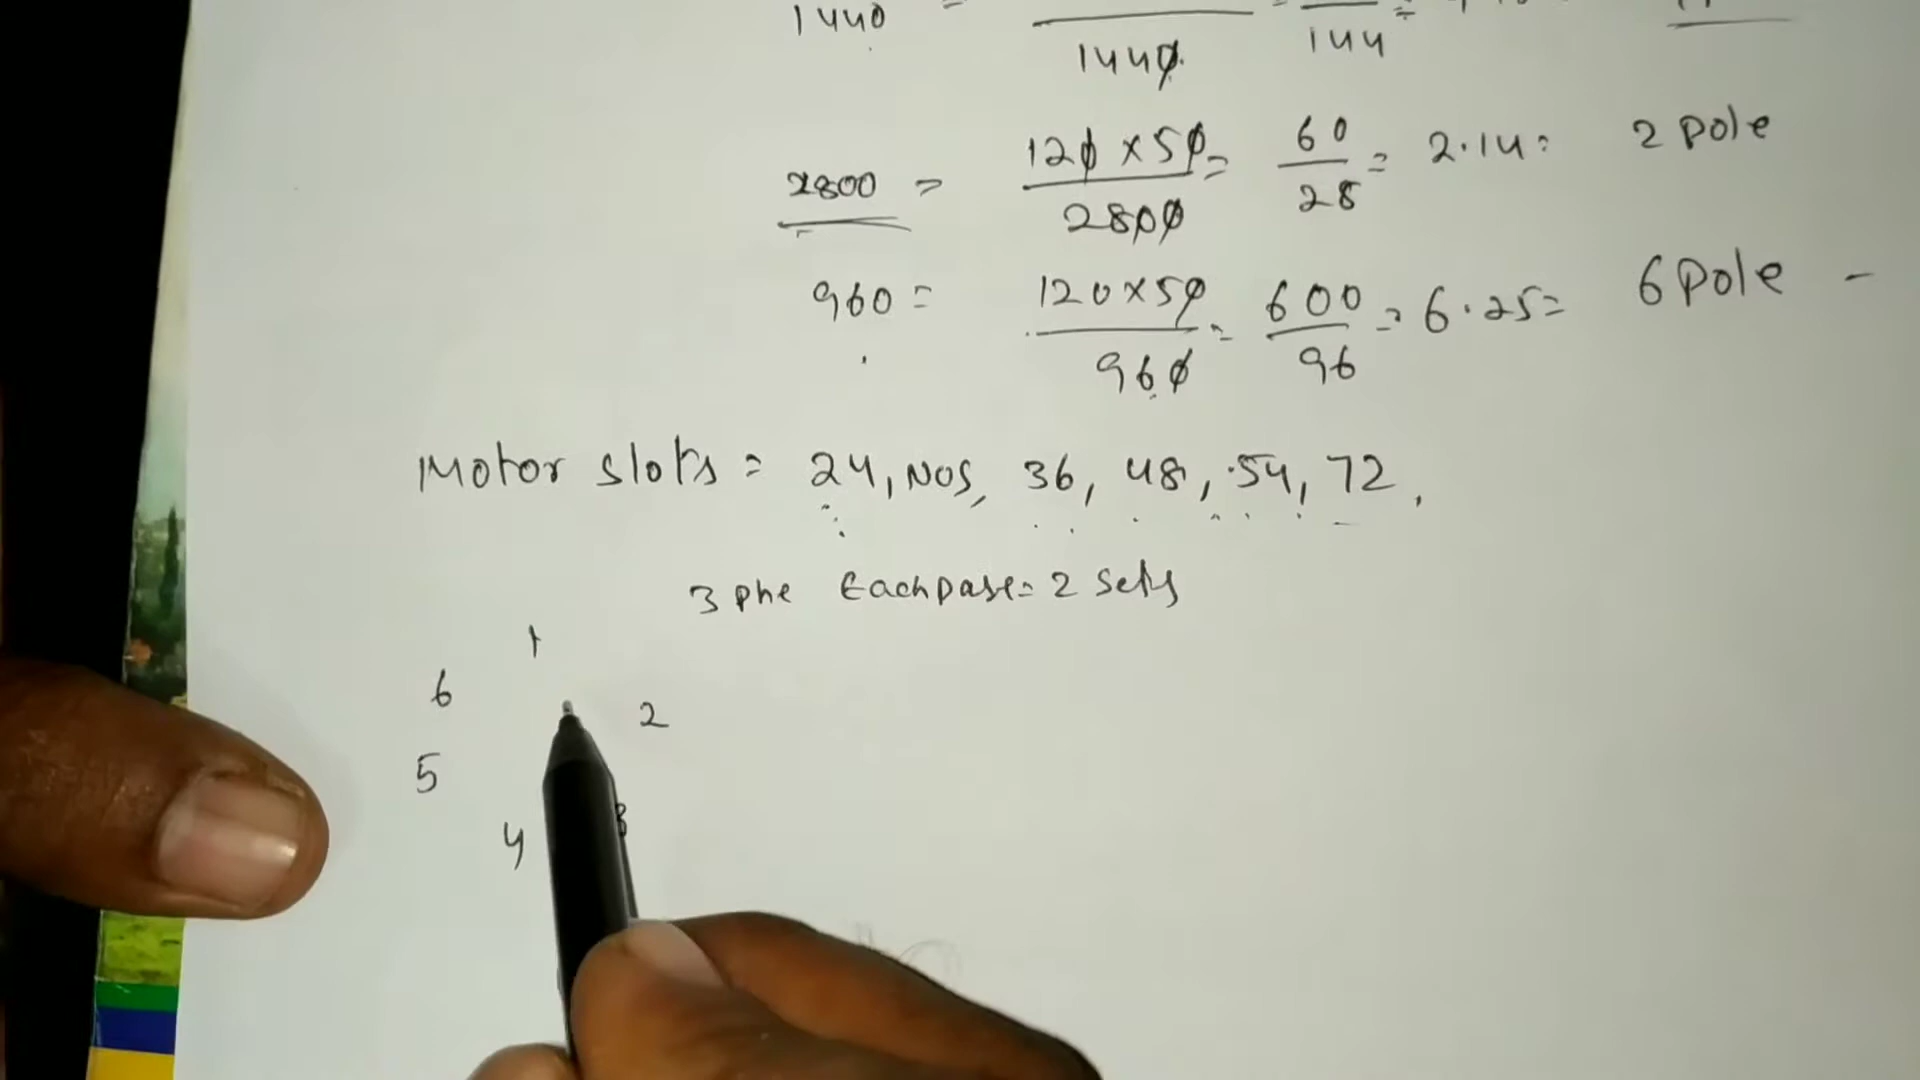 1440 = 1440 = 144 =
2800 = 120 x 50 / 2800 = 60 / 28 = 2.14 = 2 pole
960 = 120 x 50 / 960 = 600 / 96 = 6.25 = 6 Pole -
Motor slots = 24, NOS, 36, 48, 54, 72,
3 phe Eachpase = 2 sets
1
6
2
5
3
4